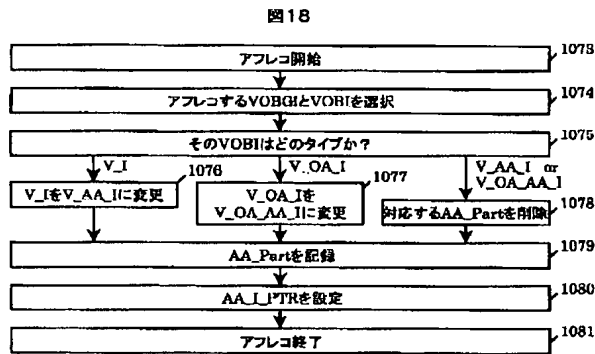 図18
アフレコ開始 1073
アフレコするVOBGIとVOBIを選択 1074
そのVOBIはどのタイプか? 1075
V_I 1076 V_OA_I 1077 V_AA_I or
V_OA_AA_I
V_IをV_AA_Iに変更
V_OA_Iを
V_OA_AA_Iに変更
対応するAA_Partを削除 1078
AA_Partを記録 1079
AA_I_PTRを設定 1080
アフレコ終了 1081